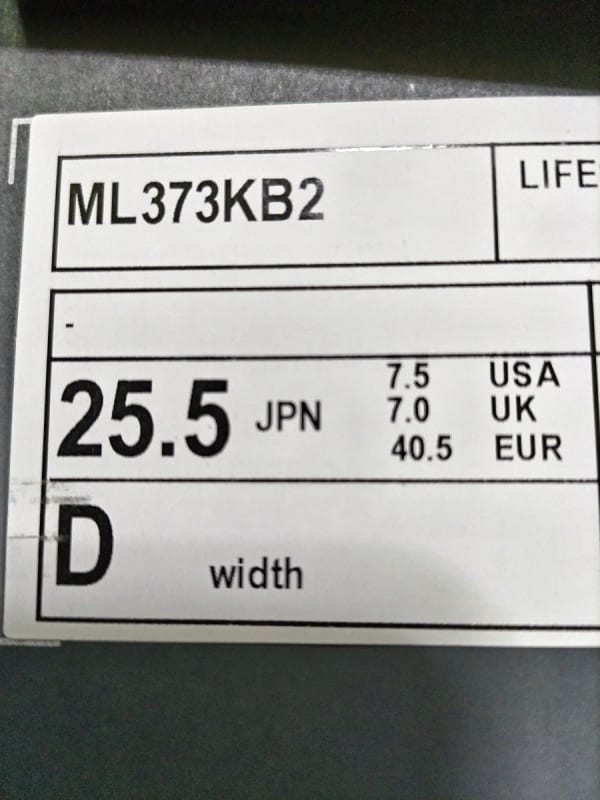 ML373KB2
LIFE
-
25.5 JPN
7.5 USA
7.0 UK
40.5 EUR
D width